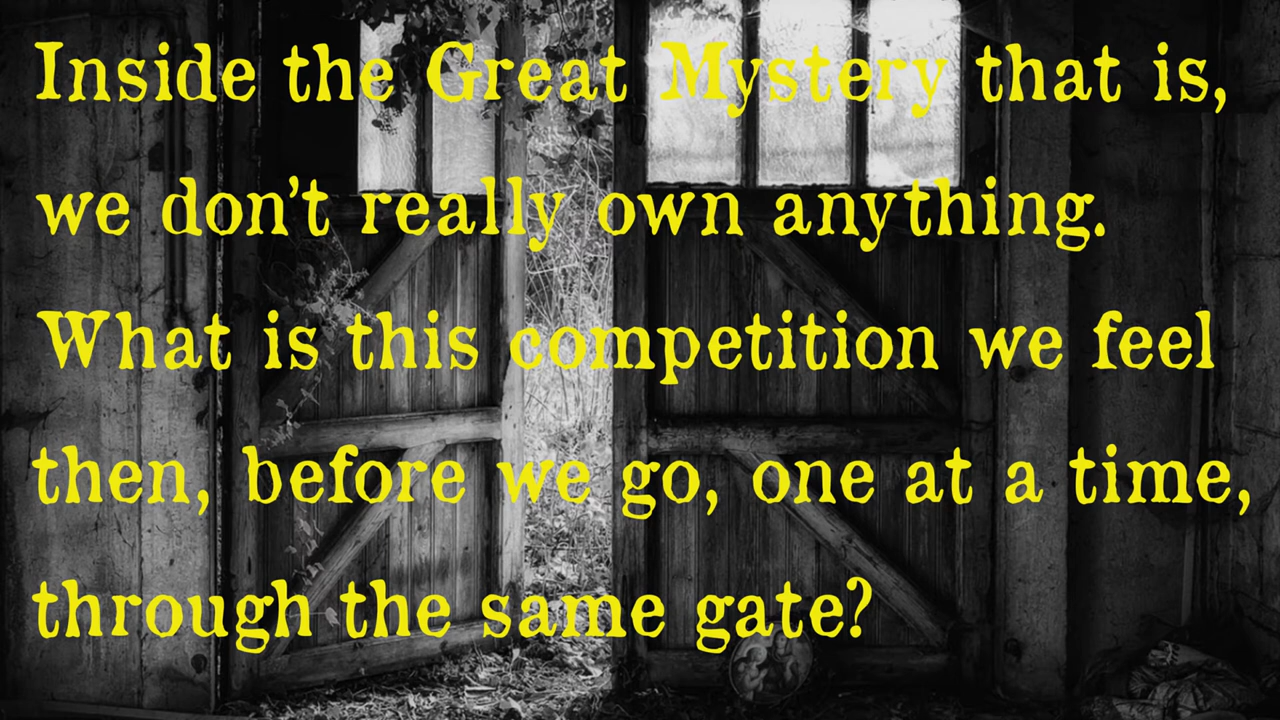 Inside the Great Mystery that is,
we don't really own anything.
What is this competition we feel
then, before we go, one at a time,
through the same gate?